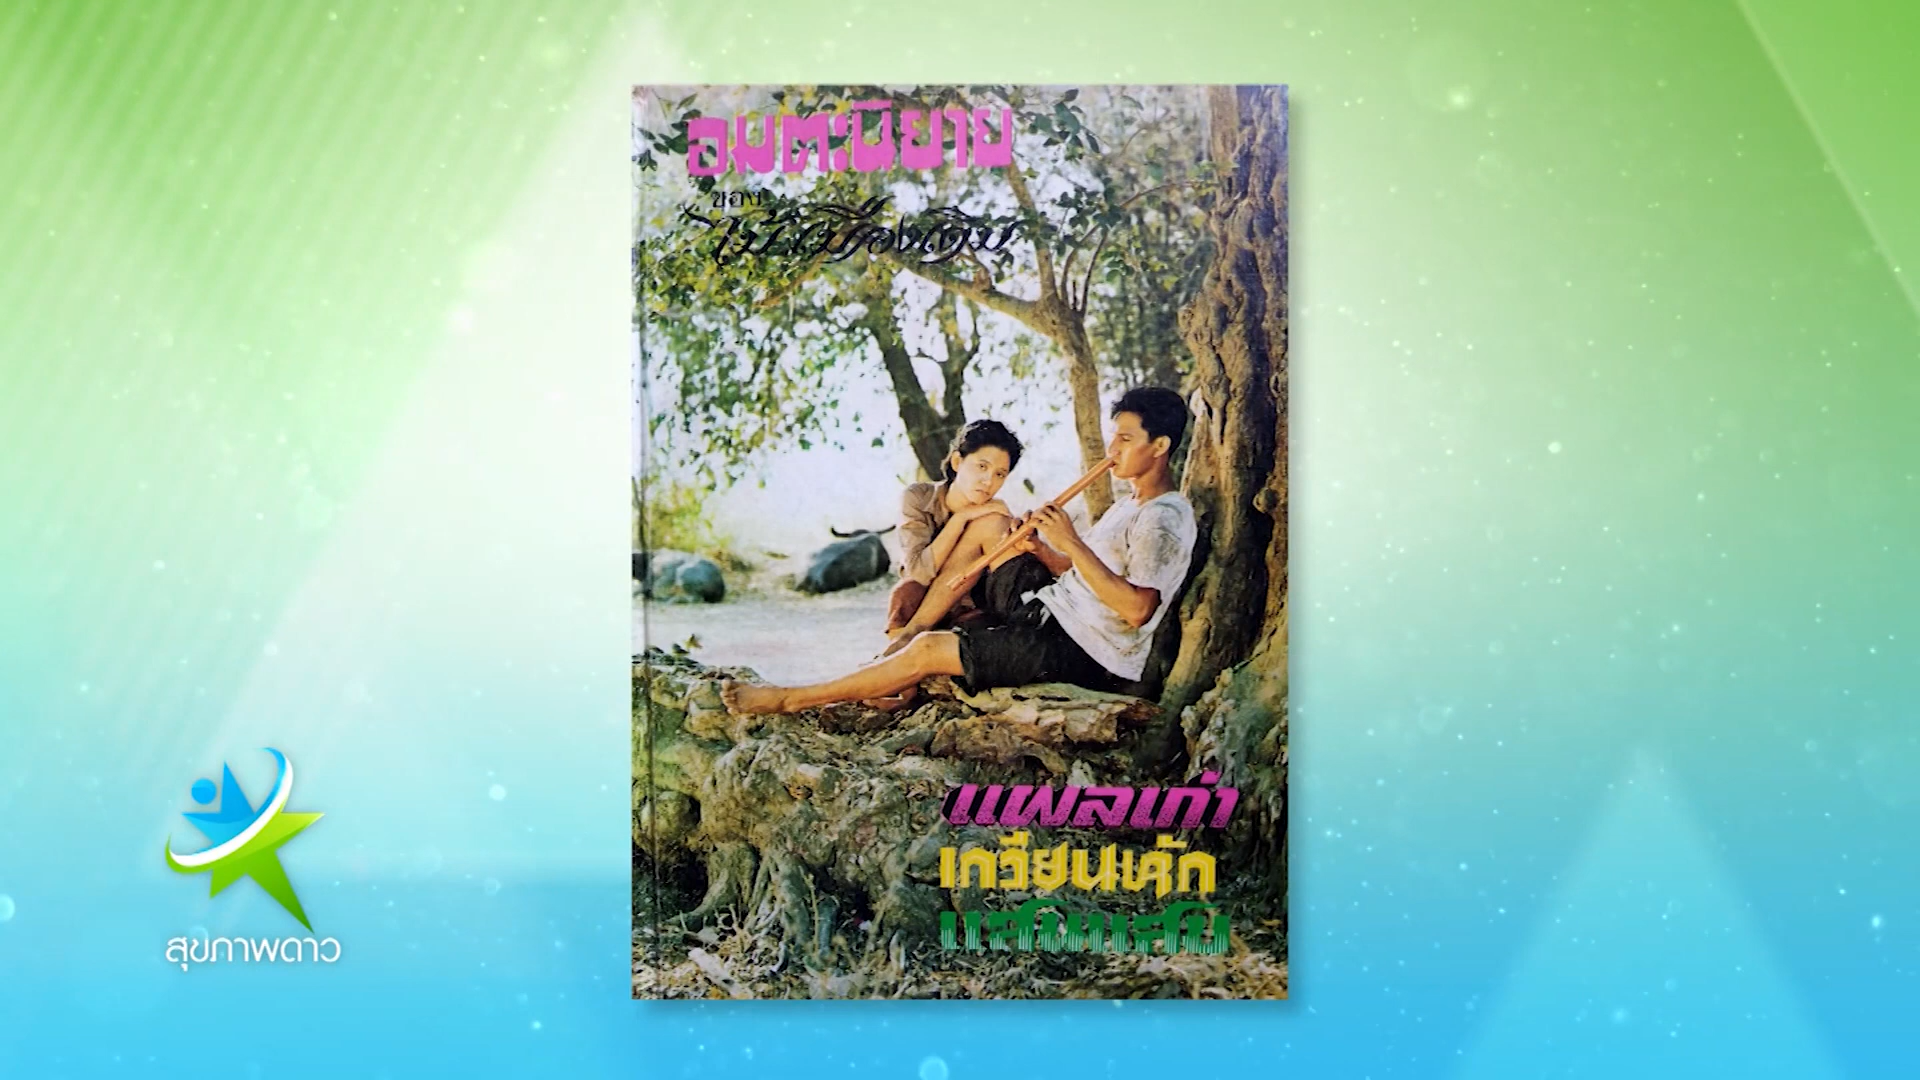 อมตะนิยาย
ของ
ไม้ เมืองเดิม
แผลเก่า
เกวียนหัก
แสนแสบ
สุขภาพดาว